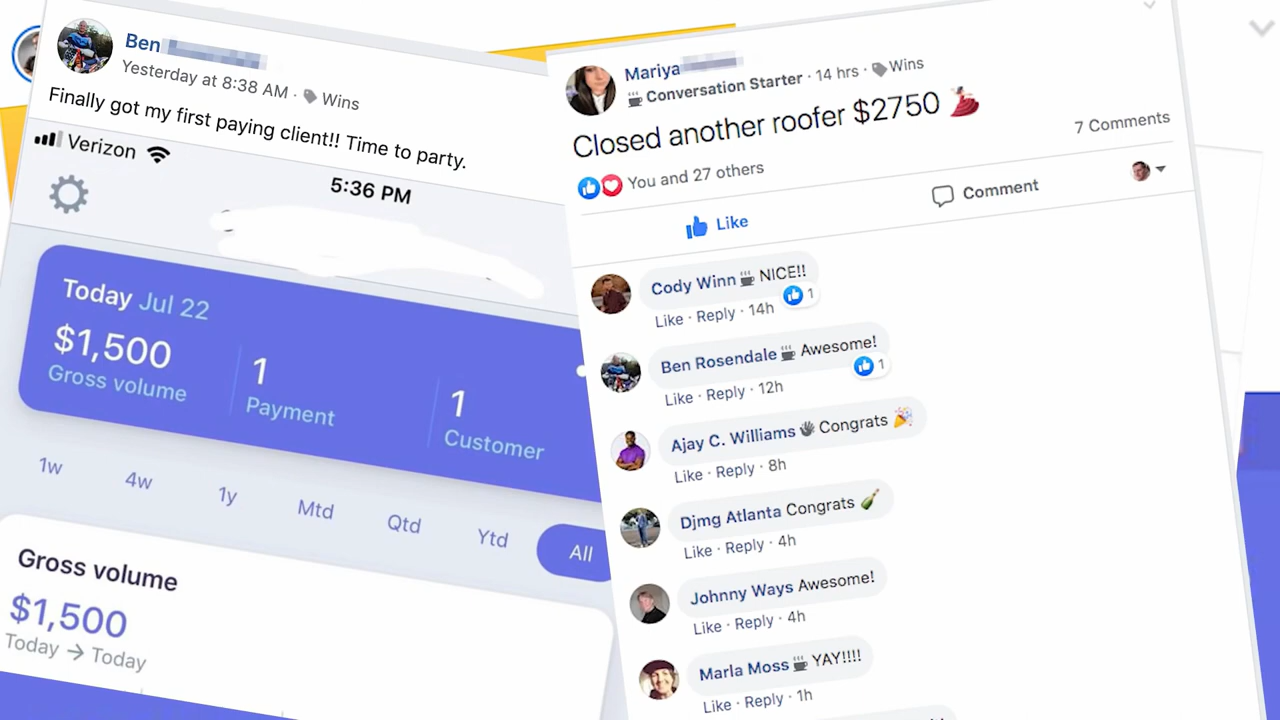 Ben
Yesterday at 8:38 AM · Wins
Finally got my first paying client!! Time to party.
Verizon
5:36 PM
Today Jul 22
$1,500
Gross volume
1
Payment
1
Customer
1w
4w
1y
Mtd
Qtd
Ytd
All
Gross volume
$1,500
Today → Today
Mariya
Conversation Starter · 14 hrs · Wins
Closed another roofer $2750 💃
You and 27 others
7 Comments
Like
Comment
Cody Winn NICE!!
1
Like · Reply · 14h
Ben Rosendale Awesome!
1
Like · Reply · 12h
Ajay C. Williams Congrats 🎉
Like · Reply · 8h
Djmg Atlanta Congrats 🍾
Like · Reply · 4h
Johnny Ways Awesome!
Like · Reply · 4h
Marla Moss YAY!!!!
Like · Reply · 1h